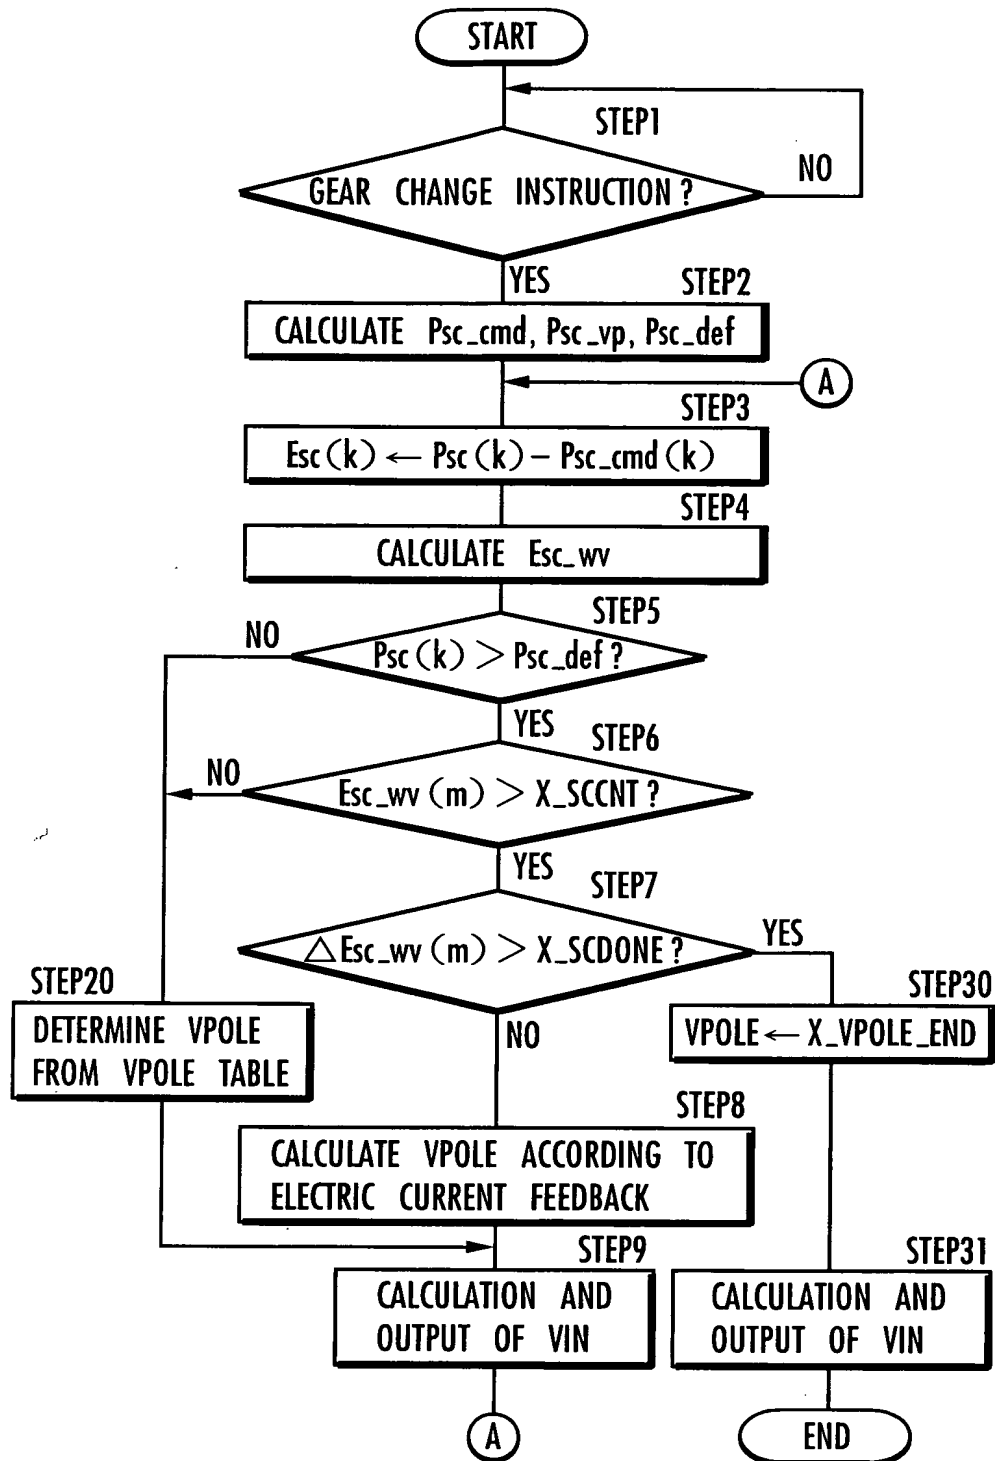 START
STEP1
GEAR CHANGE INSTRUCTION?
NO
YES
STEP2
CALCULATE Psc_cmd, Psc_vp, Psc_def
A
STEP3
Esc(k) ← Psc(k) − Psc_cmd(k)
STEP4
CALCULATE Esc_wv
STEP5
NO
Psc(k) > Psc_def?
YES
STEP6
NO
Esc_wv(m) > X_SCCNT?
YES
STEP7
△Esc_wv(m) > X_SCDONE?
YES
STEP20
STEP30
DETERMINE VPOLE
FROM VPOLE TABLE
NO
VPOLE ← X_VPOLE_END
STEP8
CALCULATE VPOLE ACCORDING TO
ELECTRIC CURRENT FEEDBACK
STEP9
STEP31
CALCULATION AND
OUTPUT OF VIN
CALCULATION AND
OUTPUT OF VIN
A
END